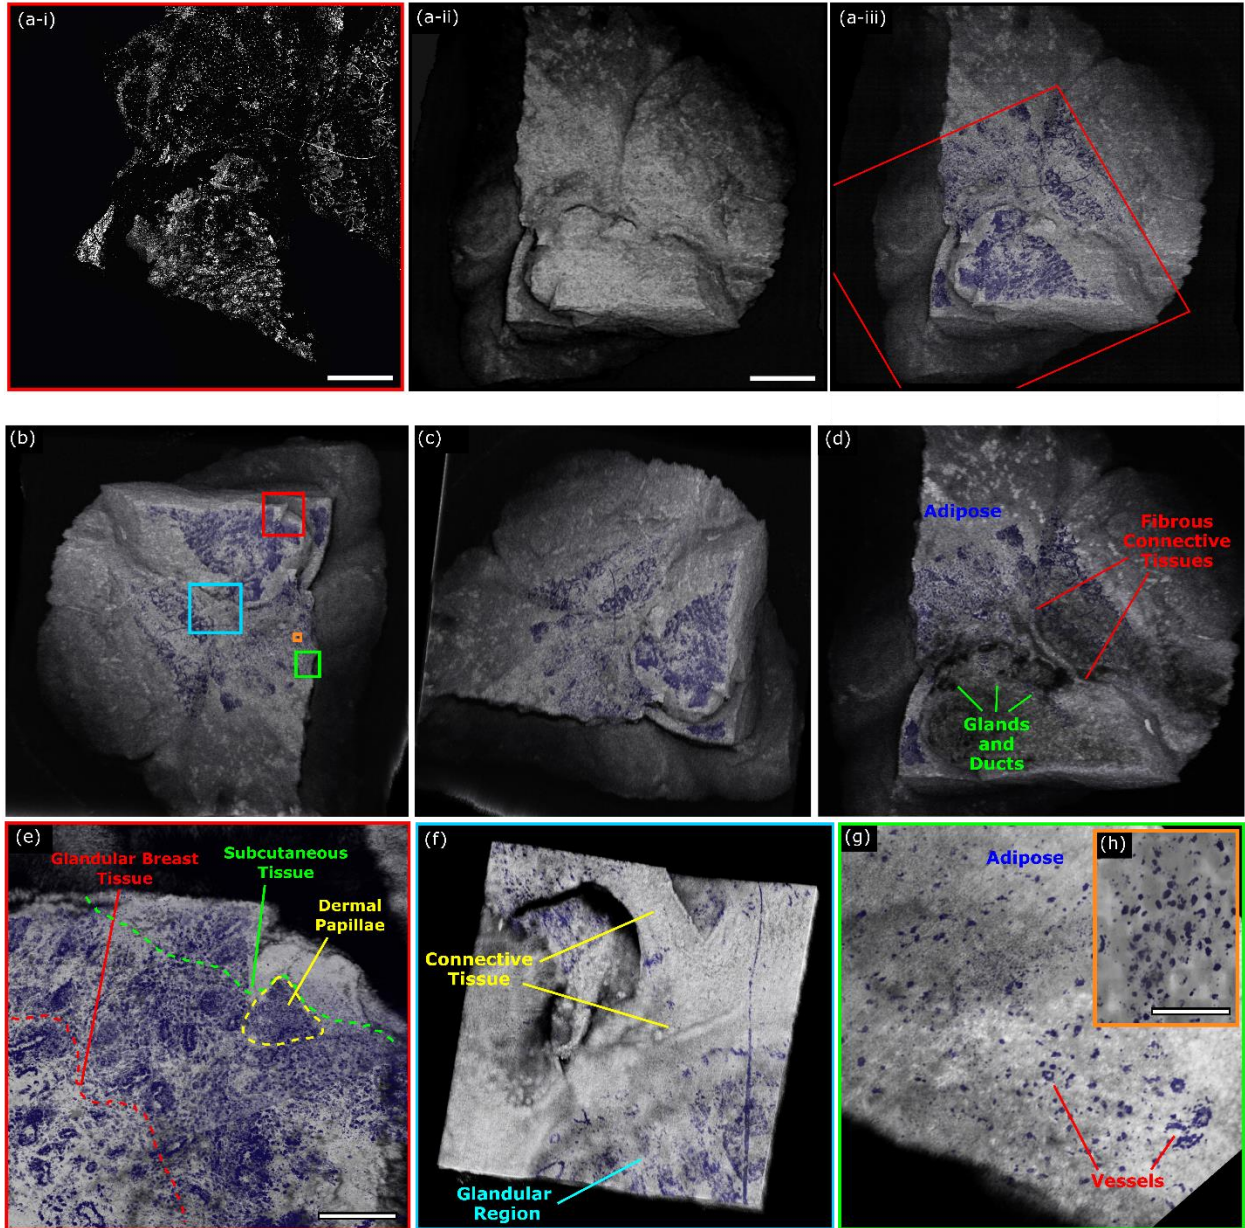 (a-i)
(a-ii)
(a-iii)
(b)
(c)
(d)
Adipose
Fibrous
Connective
Tissues
Glands
and
Ducts
(e)
Glandular Breast
Tissue
Subcutaneous
Tissue
Dermal
Papillae
(f)
Connective
Tissue
Glandular
Region
(g)
Adipose
(h)
Vessels